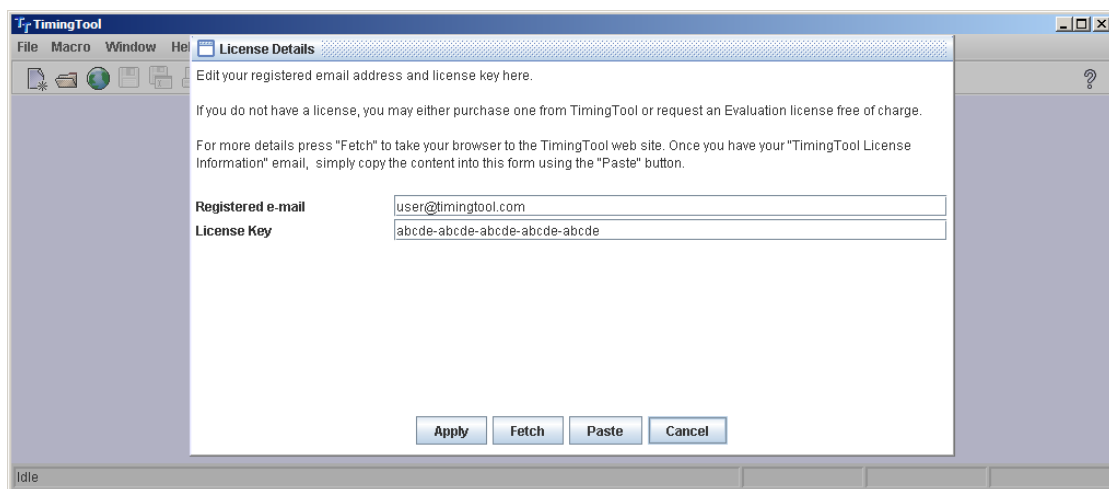 TT TimingTool
File Macro Window Hel
License Details
Edit your registered email address and license key here.
If you do not have a license, you may either purchase one from TimingTool or request an Evaluation license free of charge.
For more details press "Fetch" to take your browser to the TimingTool web site. Once you have your "TimingTool License
Information" email, simply copy the content into this form using the "Paste" button.
Registered e-mail user@timingtool.com
License Key abcde-abcde-abcde-abcde-abcde
Apply Fetch Paste Cancel
Idle